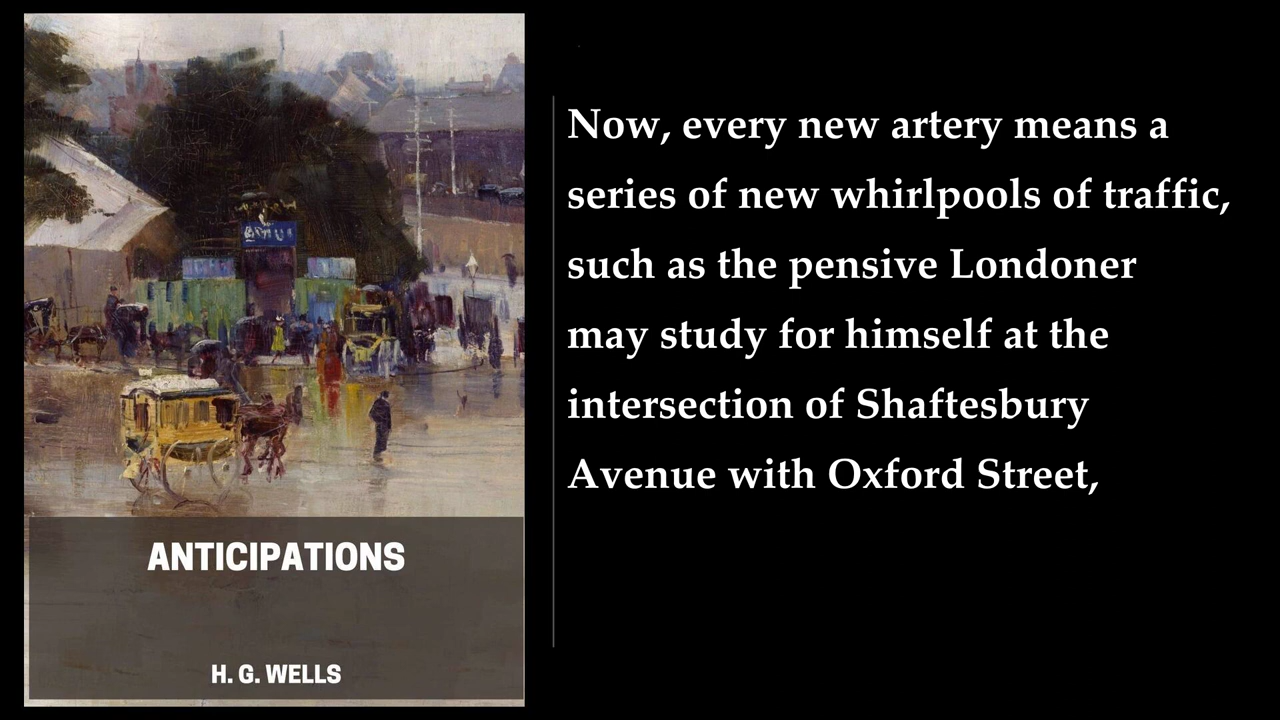 ANTICIPATIONS
H. G. WELLS
Now, every new artery means a
series of new whirlpools of traffic,
such as the pensive Londoner
may study for himself at the
intersection of Shaftesbury
Avenue with Oxford Street,